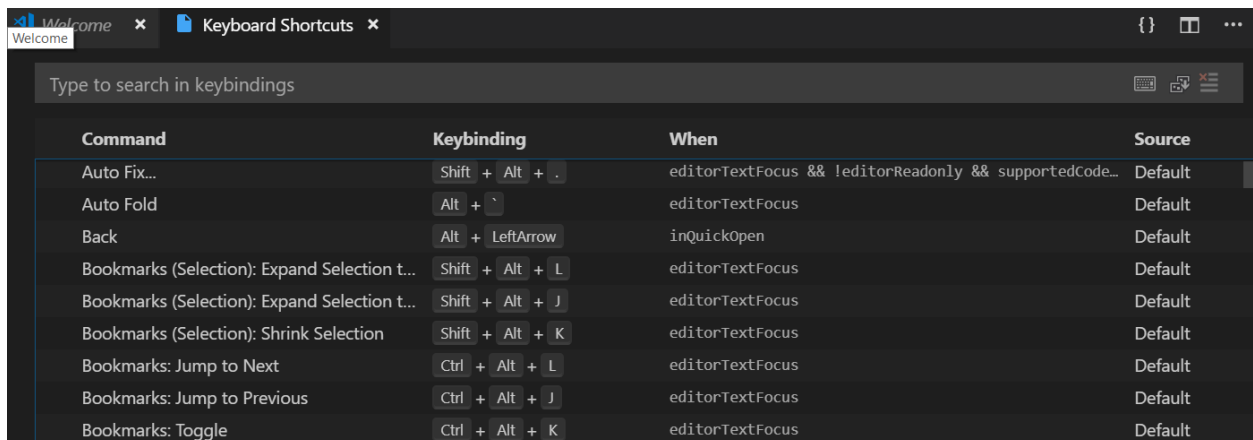 Welcome × Keyboard Shortcuts × {} ...
Welcome
Type to search in keybindings
Command Keybinding When Source
Auto Fix... Shift + Alt + . editorTextFocus && !editorReadonly && supportedCode… Default
Auto Fold Alt + ` editorTextFocus Default
Back Alt + LeftArrow inQuickOpen Default
Bookmarks (Selection): Expand Selection t... Shift + Alt + L editorTextFocus Default
Bookmarks (Selection): Expand Selection t... Shift + Alt + J editorTextFocus Default
Bookmarks (Selection): Shrink Selection Shift + Alt + K editorTextFocus Default
Bookmarks: Jump to Next Ctrl + Alt + L editorTextFocus Default
Bookmarks: Jump to Previous Ctrl + Alt + J editorTextFocus Default
Bookmarks: Toggle Ctrl + Alt + K editorTextFocus Default